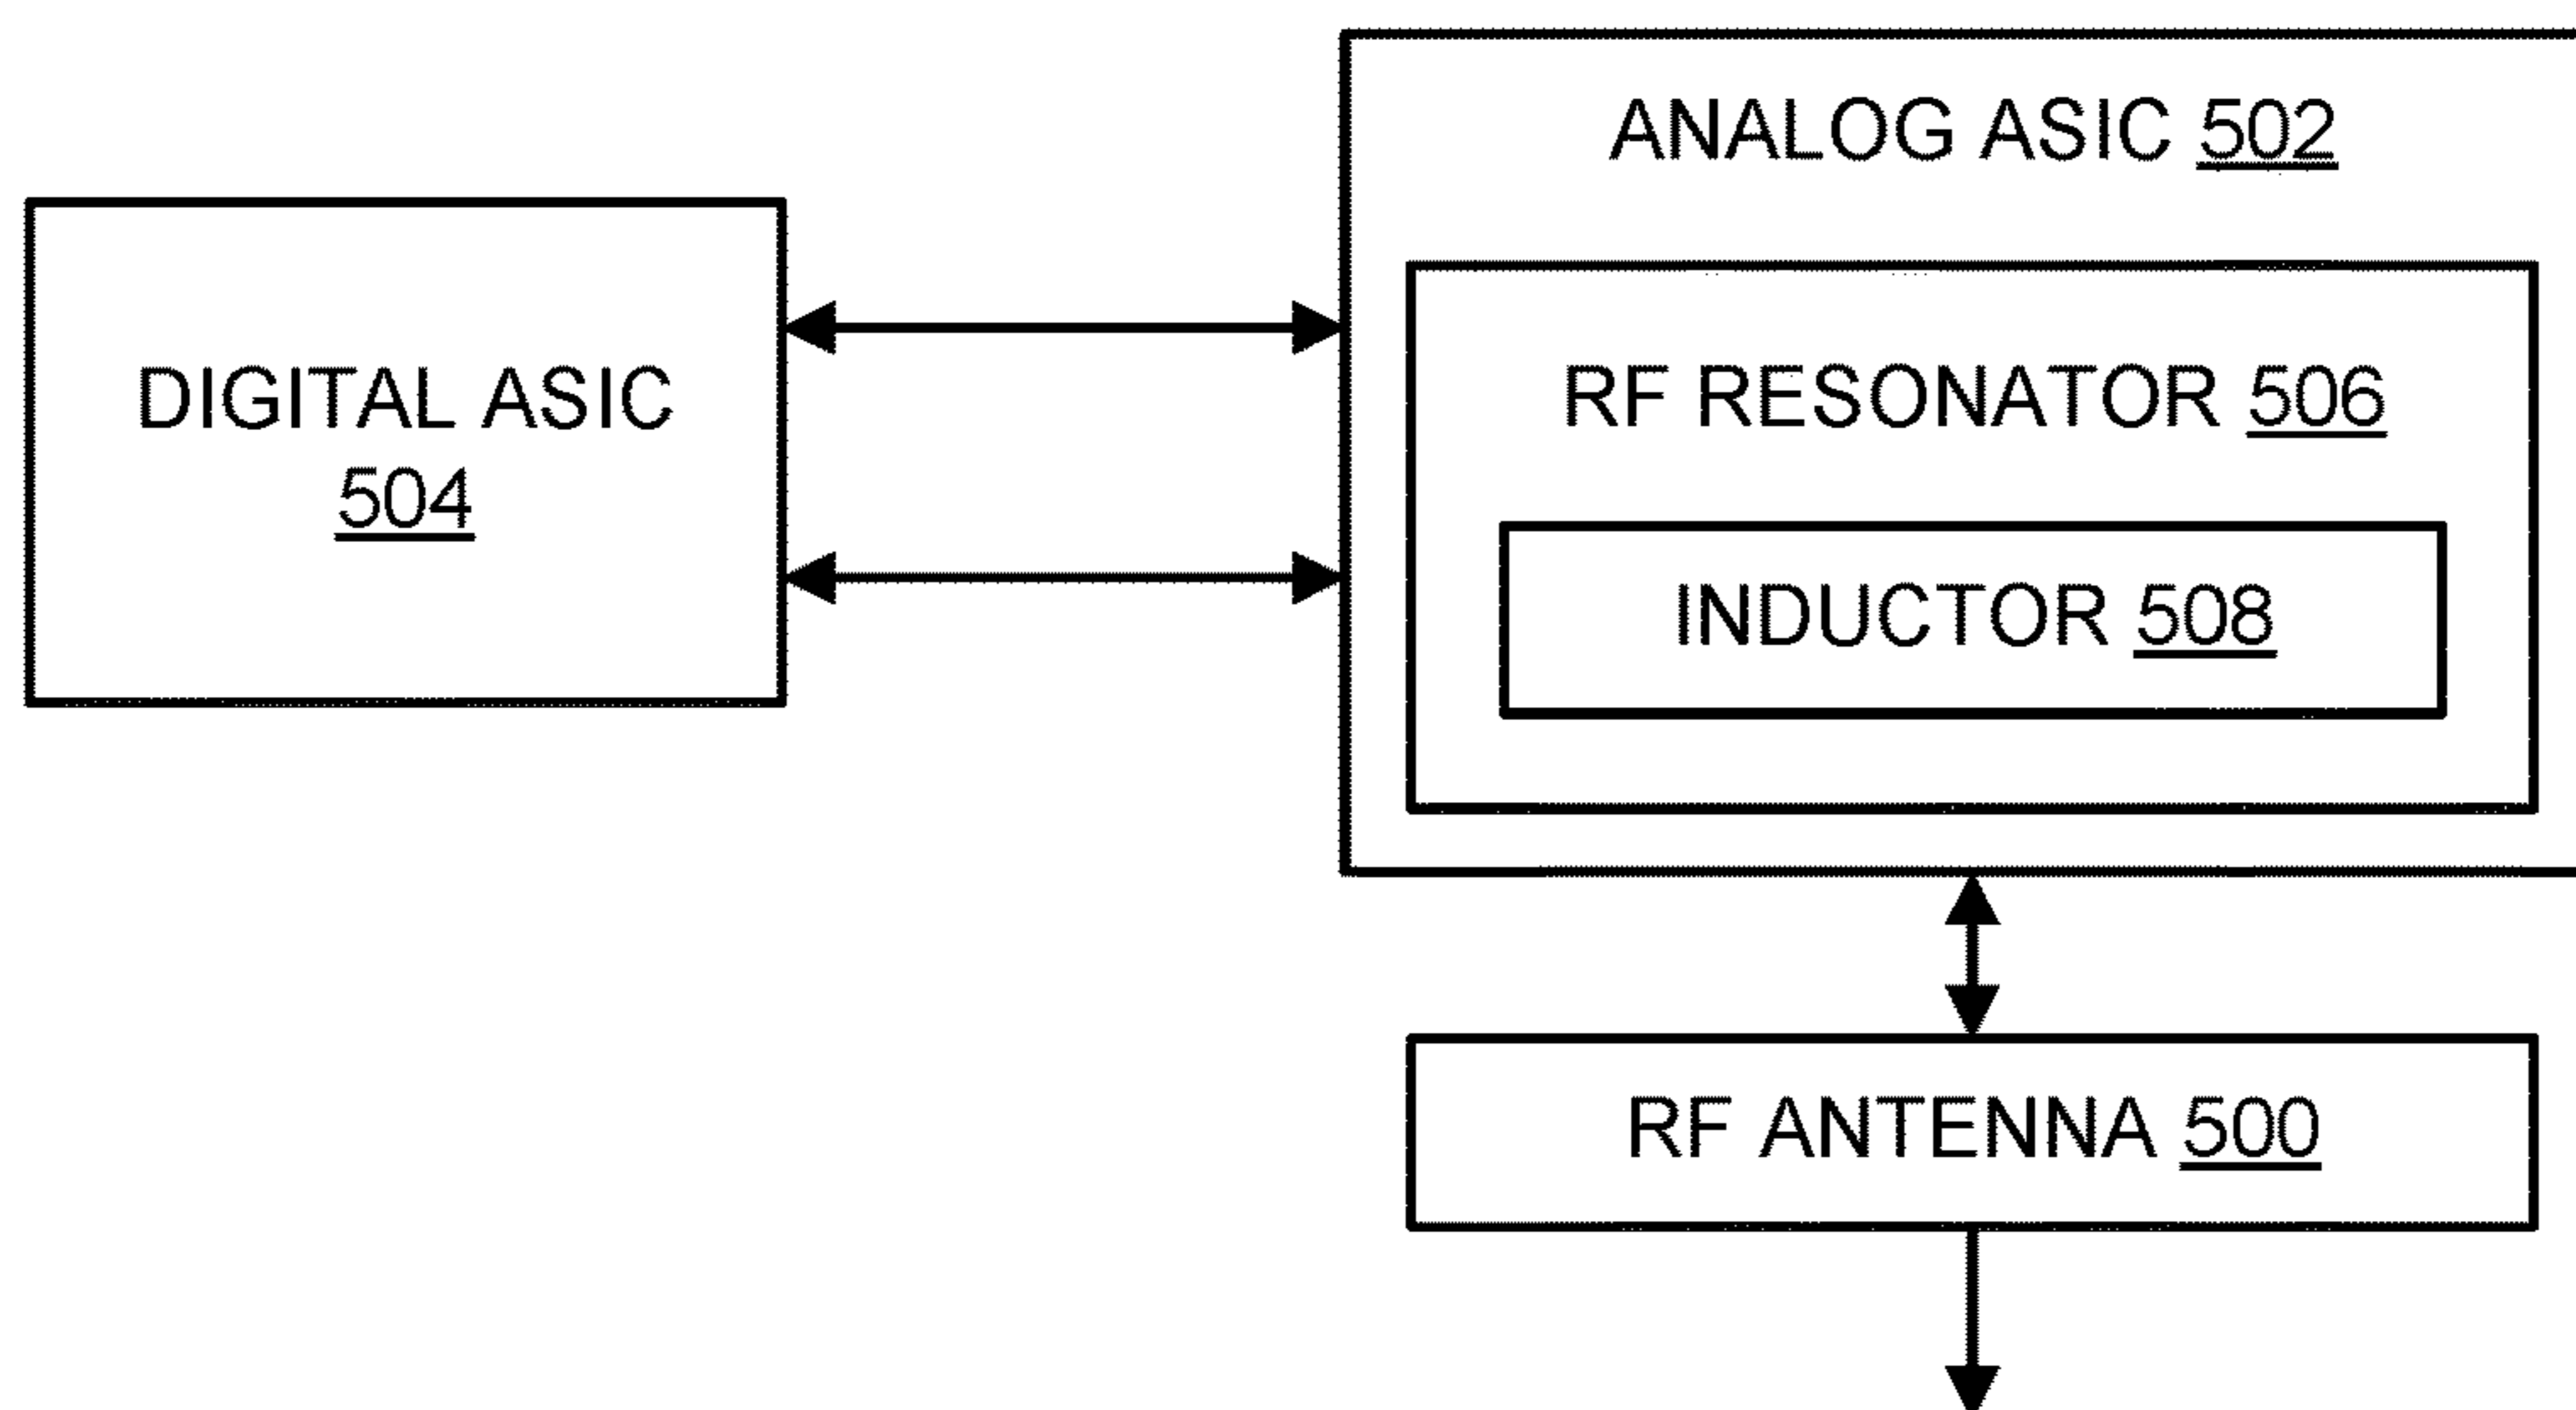 ANALOG ASIC 502
DIGITAL ASIC
504
RF RESONATOR 506
INDUCTOR 508
RF ANTENNA 500